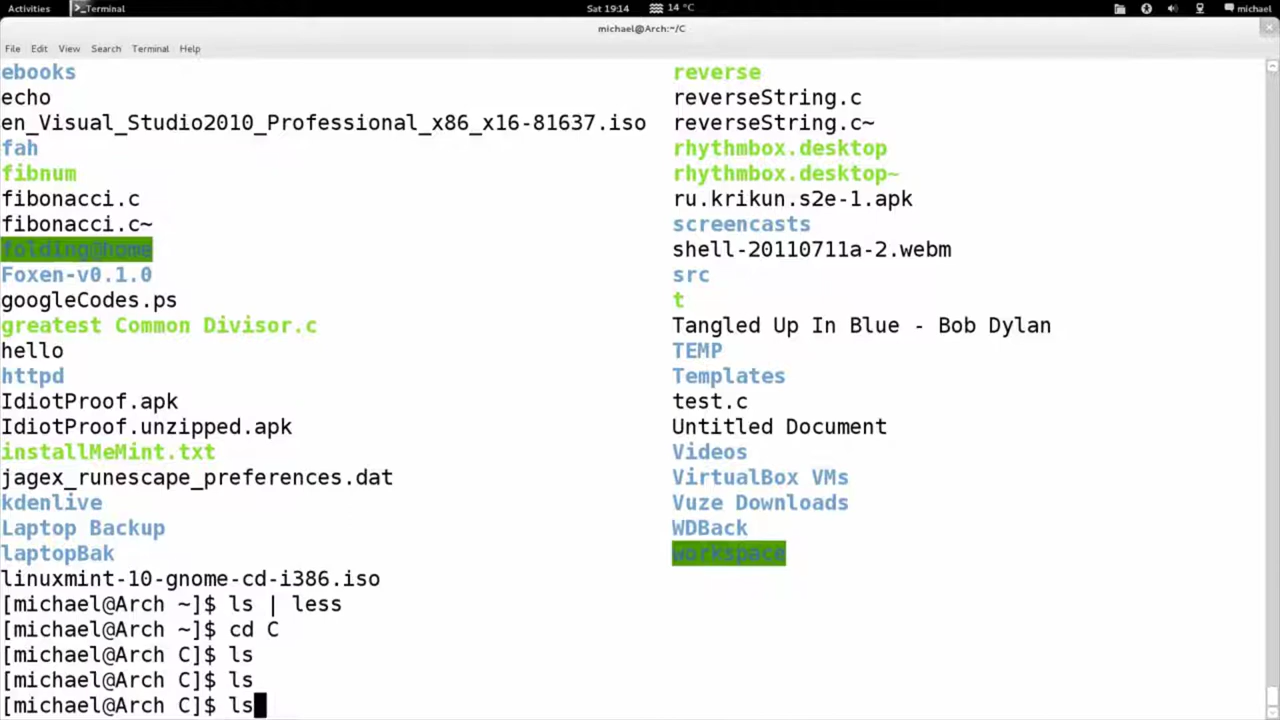 Activities
Terminal
Sat 19:14
14 °C
michael
michael@Arch:~/C
File Edit View Search Terminal Help
ebooks
echo
en_Visual_Studio2010_Professional_x86_x16-81637.iso
fah
fibnum
fibonacci.c
fibonacci.c~
folding@home
Foxen-v0.1.0
googleCodes.ps
greatest Common Divisor.c
hello
httpd
IdiotProof.apk
IdiotProof.unzipped.apk
installMeMint.txt
jagex_runescape_preferences.dat
kdenlive
Laptop Backup
laptopBak
linuxmint-10-gnome-cd-i386.iso
reverse
reverseString.c
reverseString.c~
rhythmbox.desktop
rhythmbox.desktop~
ru.krikun.s2e-1.apk
screencasts
shell-20110711a-2.webm
src
t
Tangled Up In Blue - Bob Dylan
TEMP
Templates
test.c
Untitled Document
Videos
VirtualBox VMs
Vuze Downloads
WDBack
workspace
[michael@Arch ~]$ ls | less
[michael@Arch ~]$ cd C
[michael@Arch C]$ ls
[michael@Arch C]$ ls
[michael@Arch C]$ ls